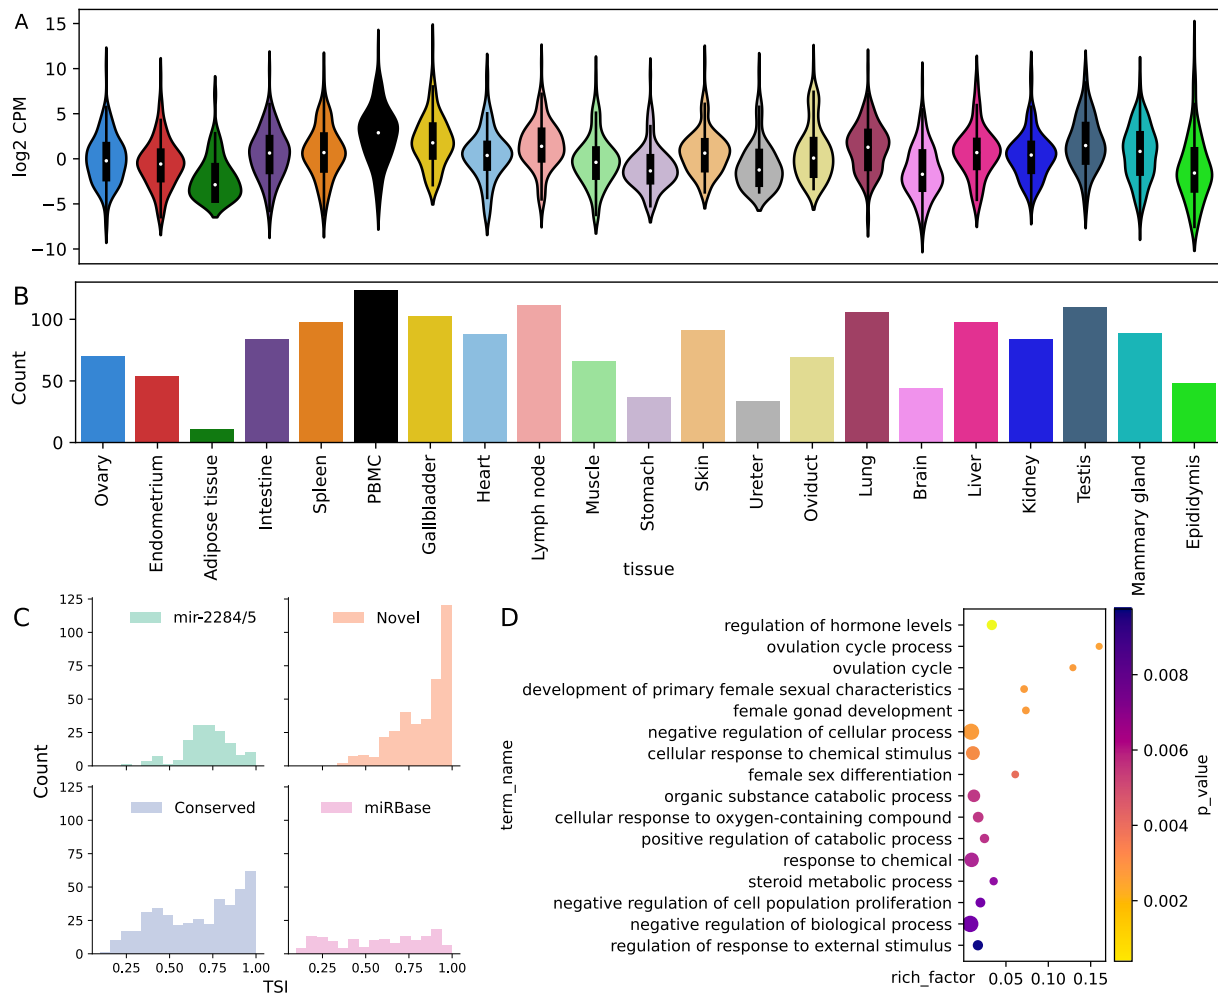 A
15
10
5
0
−5
−10
log2 CPM
B
100
50
0
Count
Ovary
Endometrium
Adipose tissue
Intestine
Spleen
PBMC
Gallbladder
Heart
Lymph node
Muscle
Stomach
Skin
Ureter
Oviduct
Lung
Brain
Liver
Kidney
Testis
Mammary gland
Epididymis
tissue
C
125
100
75
50
25
0
mir-2284/5
Novel
Count
125
100
75
50
25
0
Conserved
miRBase
0.25 0.50 0.75 1.00
0.25 0.50 0.75 1.00
TSI
D
term_name
regulation of hormone levels
ovulation cycle process
ovulation cycle
development of primary female sexual characteristics
female gonad development
negative regulation of cellular process
cellular response to chemical stimulus
female sex differentiation
organic substance catabolic process
cellular response to oxygen-containing compound
positive regulation of catabolic process
response to chemical
steroid metabolic process
negative regulation of cell population proliferation
negative regulation of biological process
regulation of response to external stimulus
rich_factor
0.05 0.10 0.15
0.008
0.006
0.004
0.002
p_value